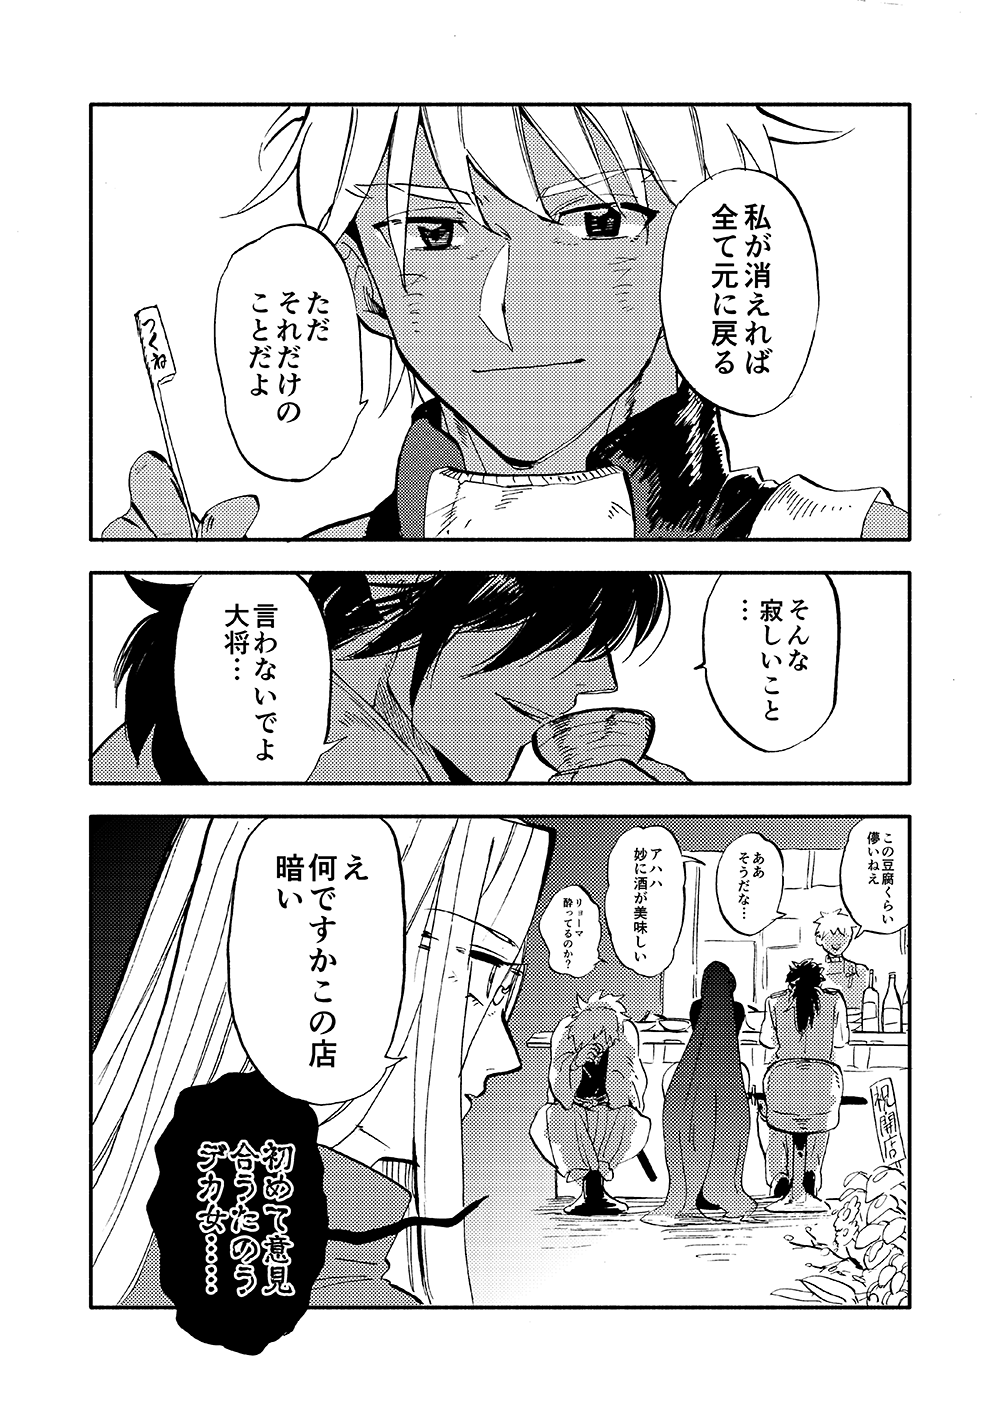 私が消えれば
全て元に戻る
ただ
それだけの
ことだよ
つくね
そんな
寂しいこと
…
言わないでよ
大将…
この豆腐くらい
儚いねえ
ああ
そうだな…
アハハ
妙に酒が美味しい
リョーマ
酔ってるのか?
祝開店
え
何ですかこの店
暗い
初めて意見
合うたのう
デカ女……